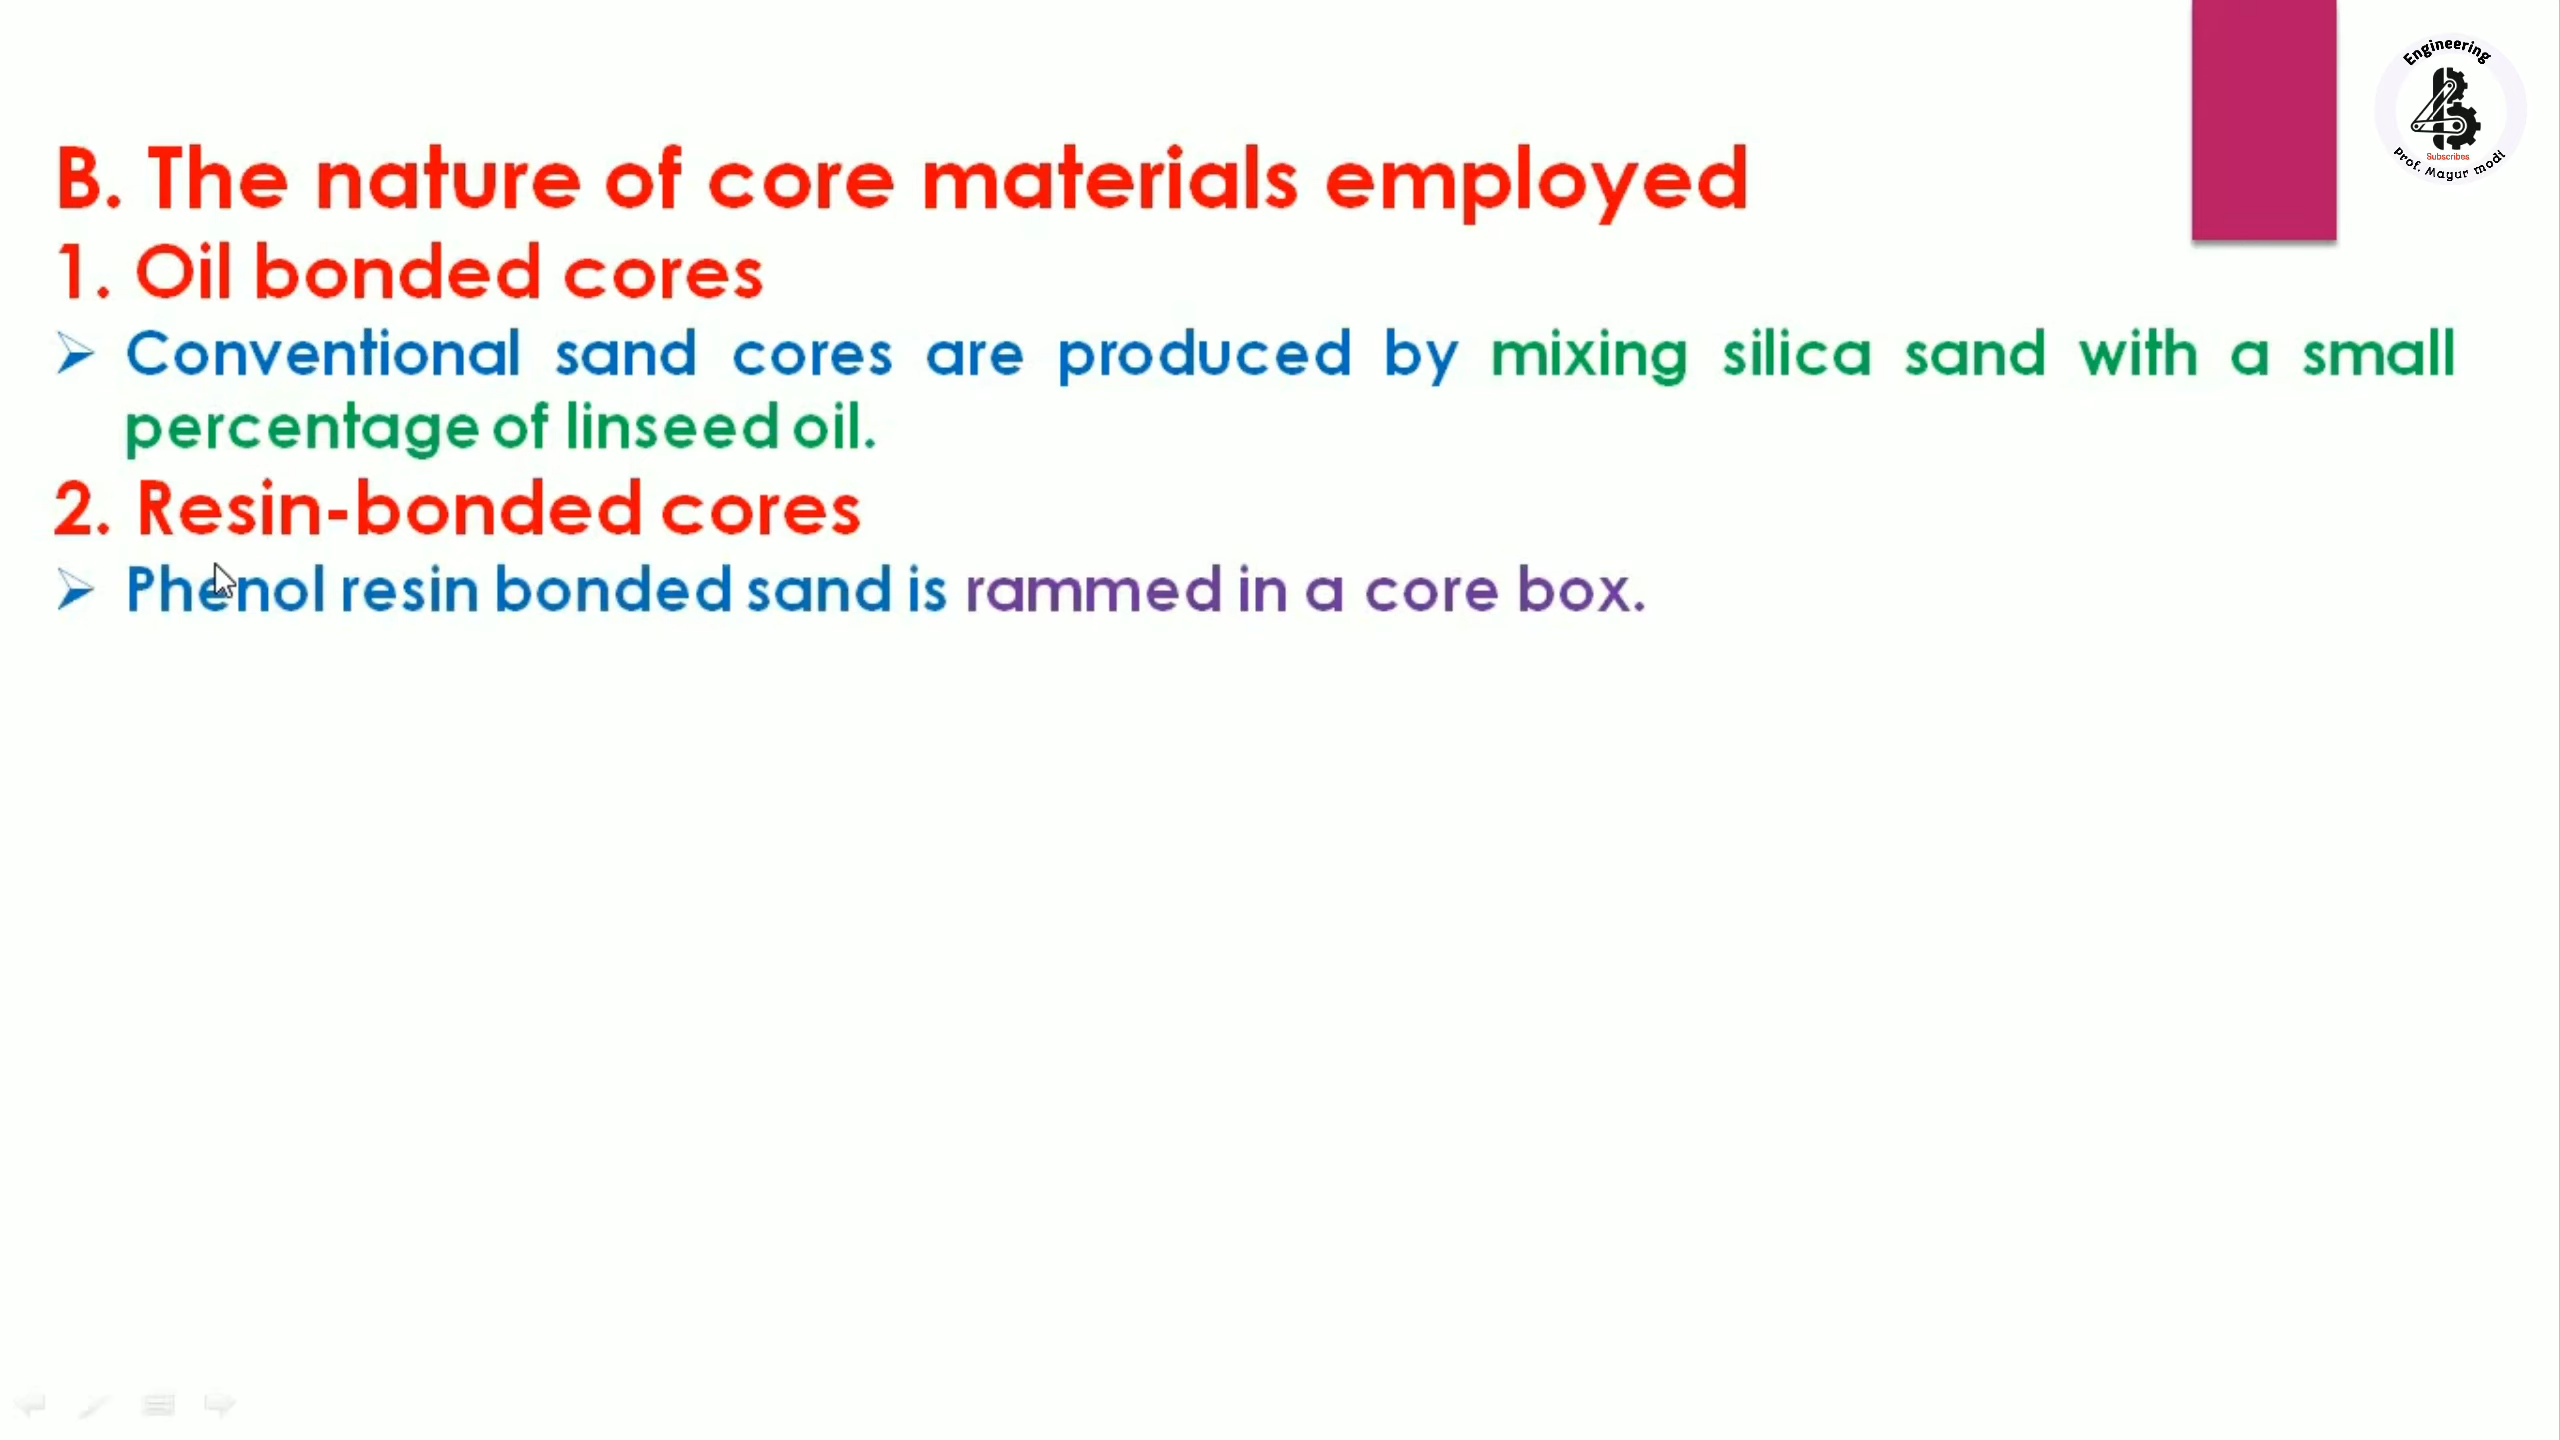 Engineering
Subscribes
Prof. Mayur modi
B. The nature of core materials employed
1. Oil bonded cores
➢ Conventional sand cores are produced by mixing silica sand with a small
percentage of linseed oil.
2. Resin-bonded cores
➢ Phenol resin bonded sand is rammed in a core box.